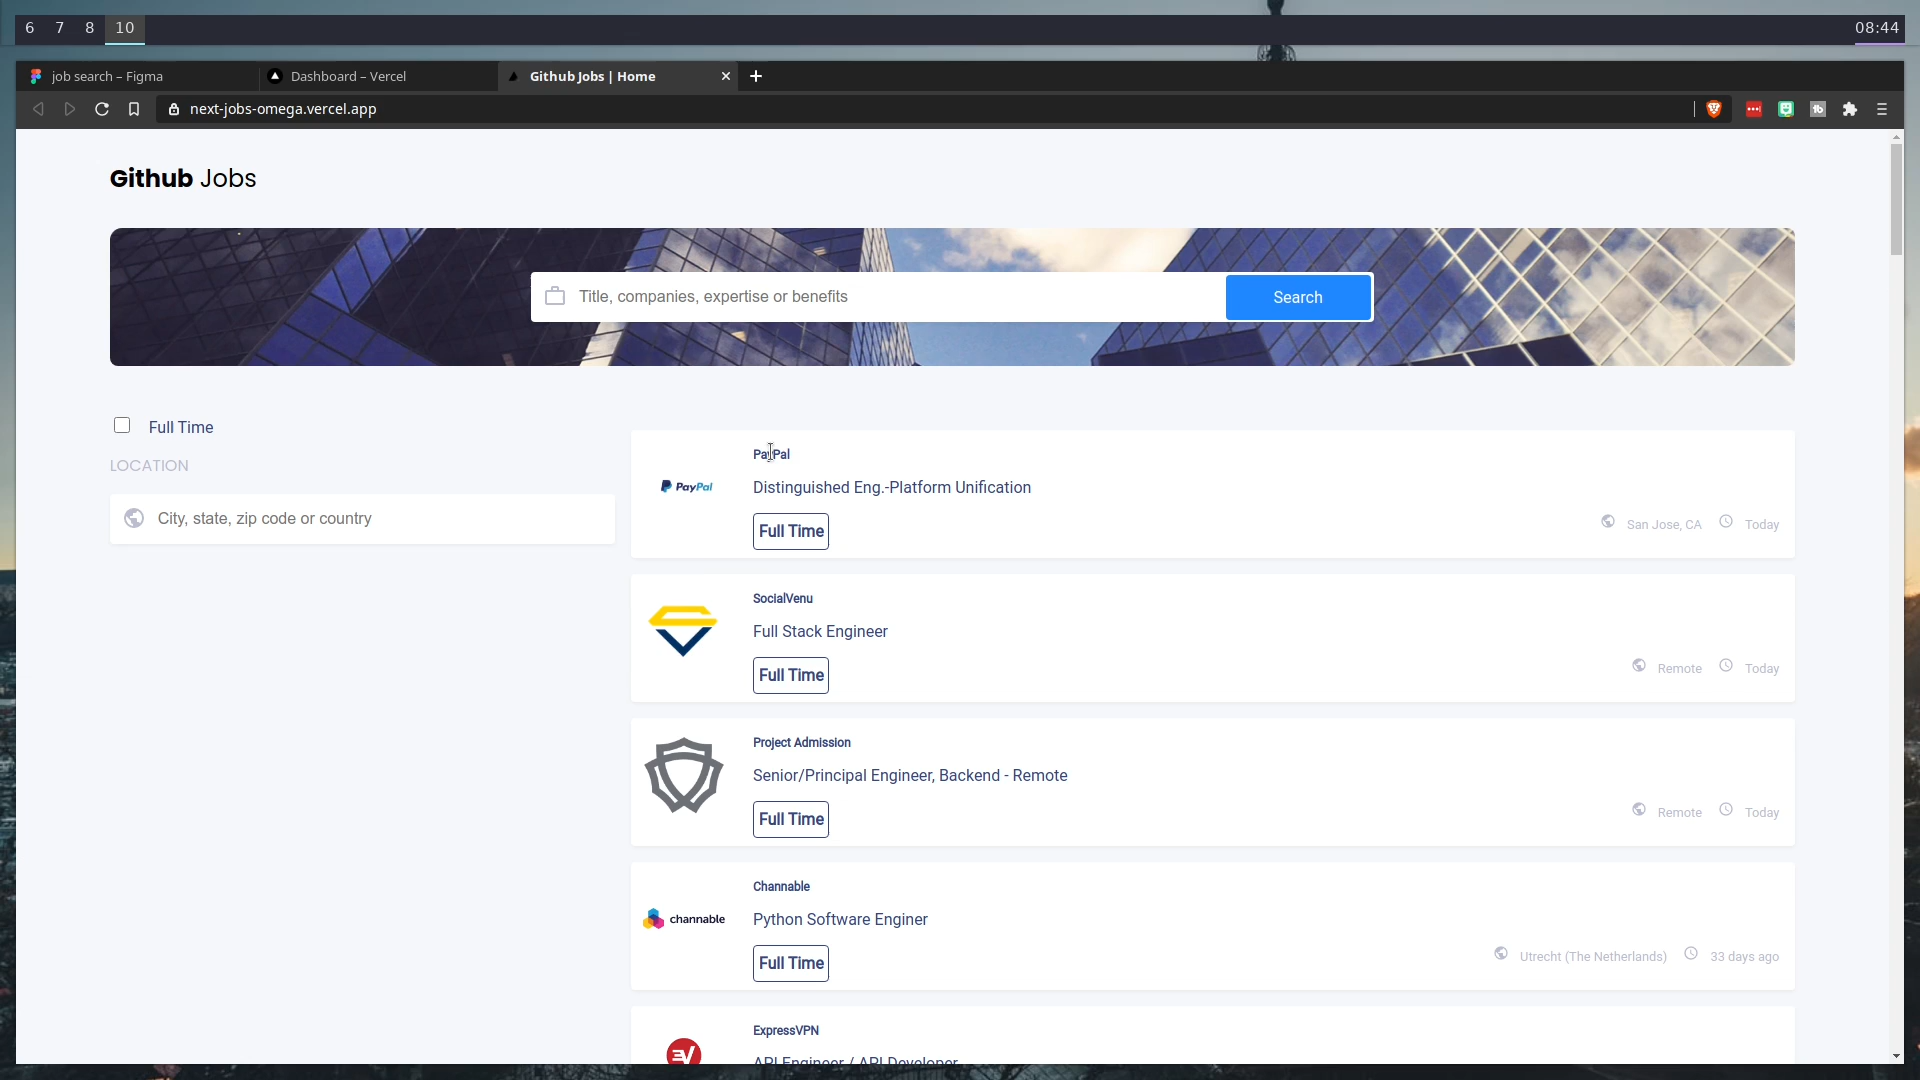 6 7 8 10 08:44
job search – Figma Dashboard – Vercel Github Jobs | Home
next-jobs-omega.vercel.app
Github Jobs
Title, companies, expertise or benefits Search
Full Time
LOCATION
City, state, zip code or country
PayPal
PayPal
Distinguished Eng.-Platform Unification
Full Time
San Jose, CA Today
SocialVenu
Full Stack Engineer
Full Time
Remote Today
Project Admission
Senior/Principal Engineer, Backend - Remote
Full Time
Remote Today
Channable
channable
Python Software Enginer
Full Time
Utrecht (The Netherlands) 33 days ago
ExpressVPN
API Engineer / API Developer